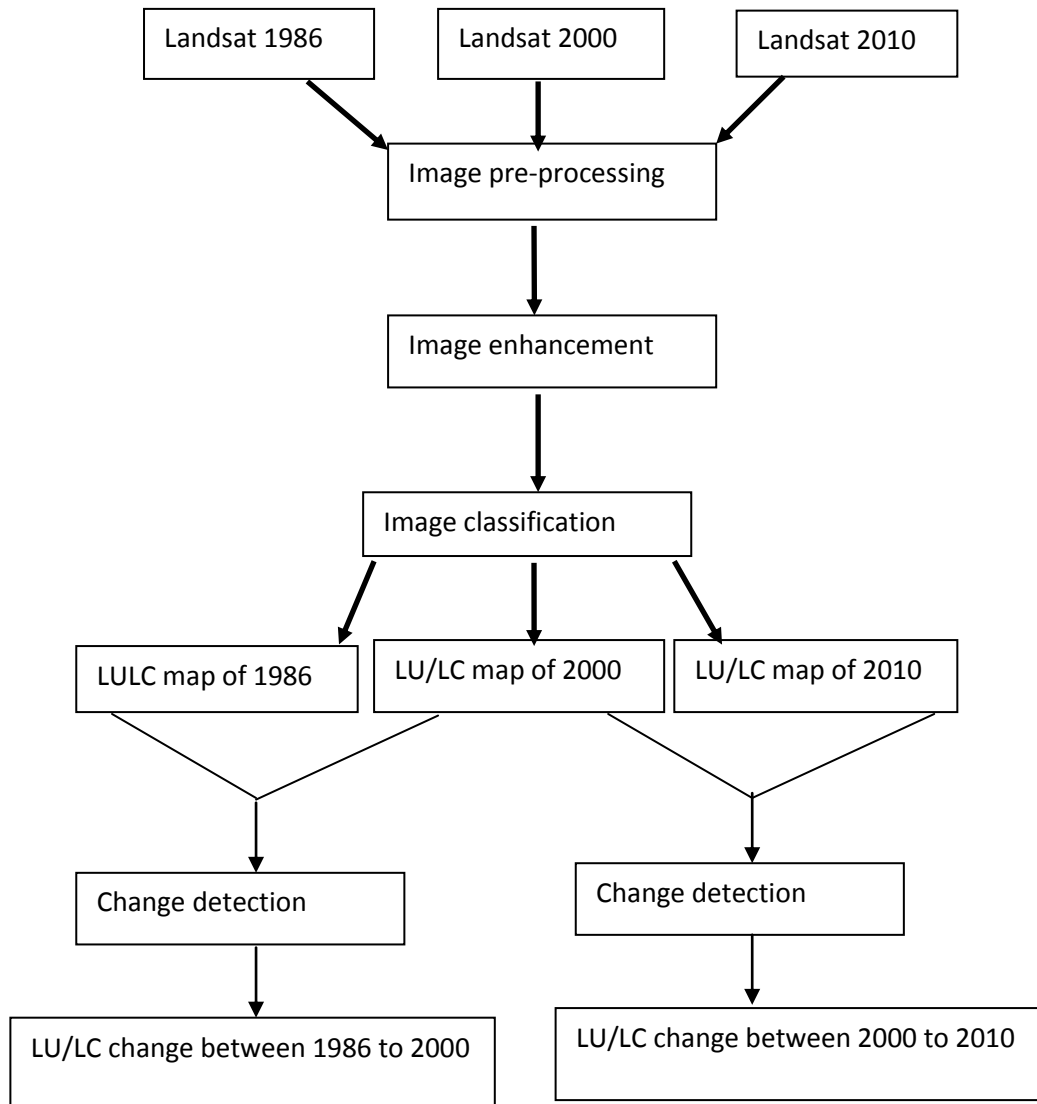 Landsat 1986
Landsat 2000
Landsat 2010
Image pre-processing
Image enhancement
Image classification
LULC map of 1986
LU/LC map of 2000
LU/LC map of 2010
Change detection
Change detection
LU/LC change between 1986 to 2000
LU/LC change between 2000 to 2010